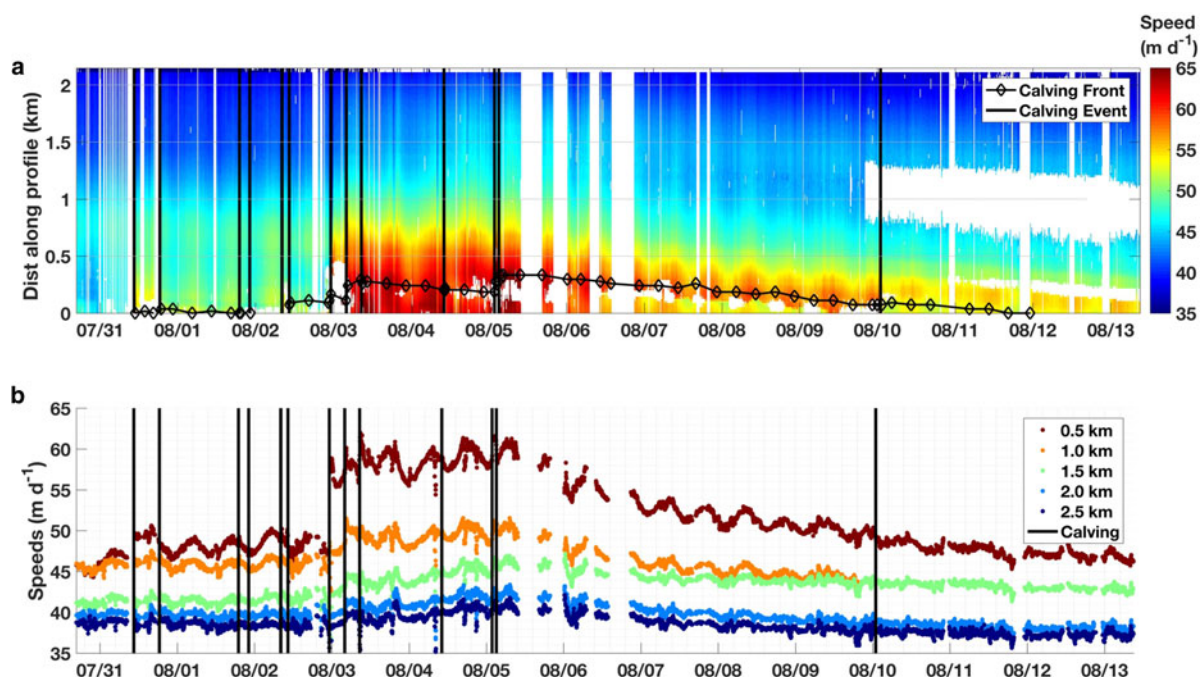 Speed
(m d⁻¹)
a
Dist along profile (km)
2
1.5
1
0.5
0
Calving Front
Calving Event
65
60
55
50
45
40
35
07/31 08/01 08/02 08/03 08/04 08/05 08/06 08/07 08/08 08/09 08/10 08/11 08/12 08/13
b
Speeds (m d⁻¹)
65
60
55
50
45
40
35
0.5 km
1.0 km
1.5 km
2.0 km
2.5 km
Calving
07/31 08/01 08/02 08/03 08/04 08/05 08/06 08/07 08/08 08/09 08/10 08/11 08/12 08/13